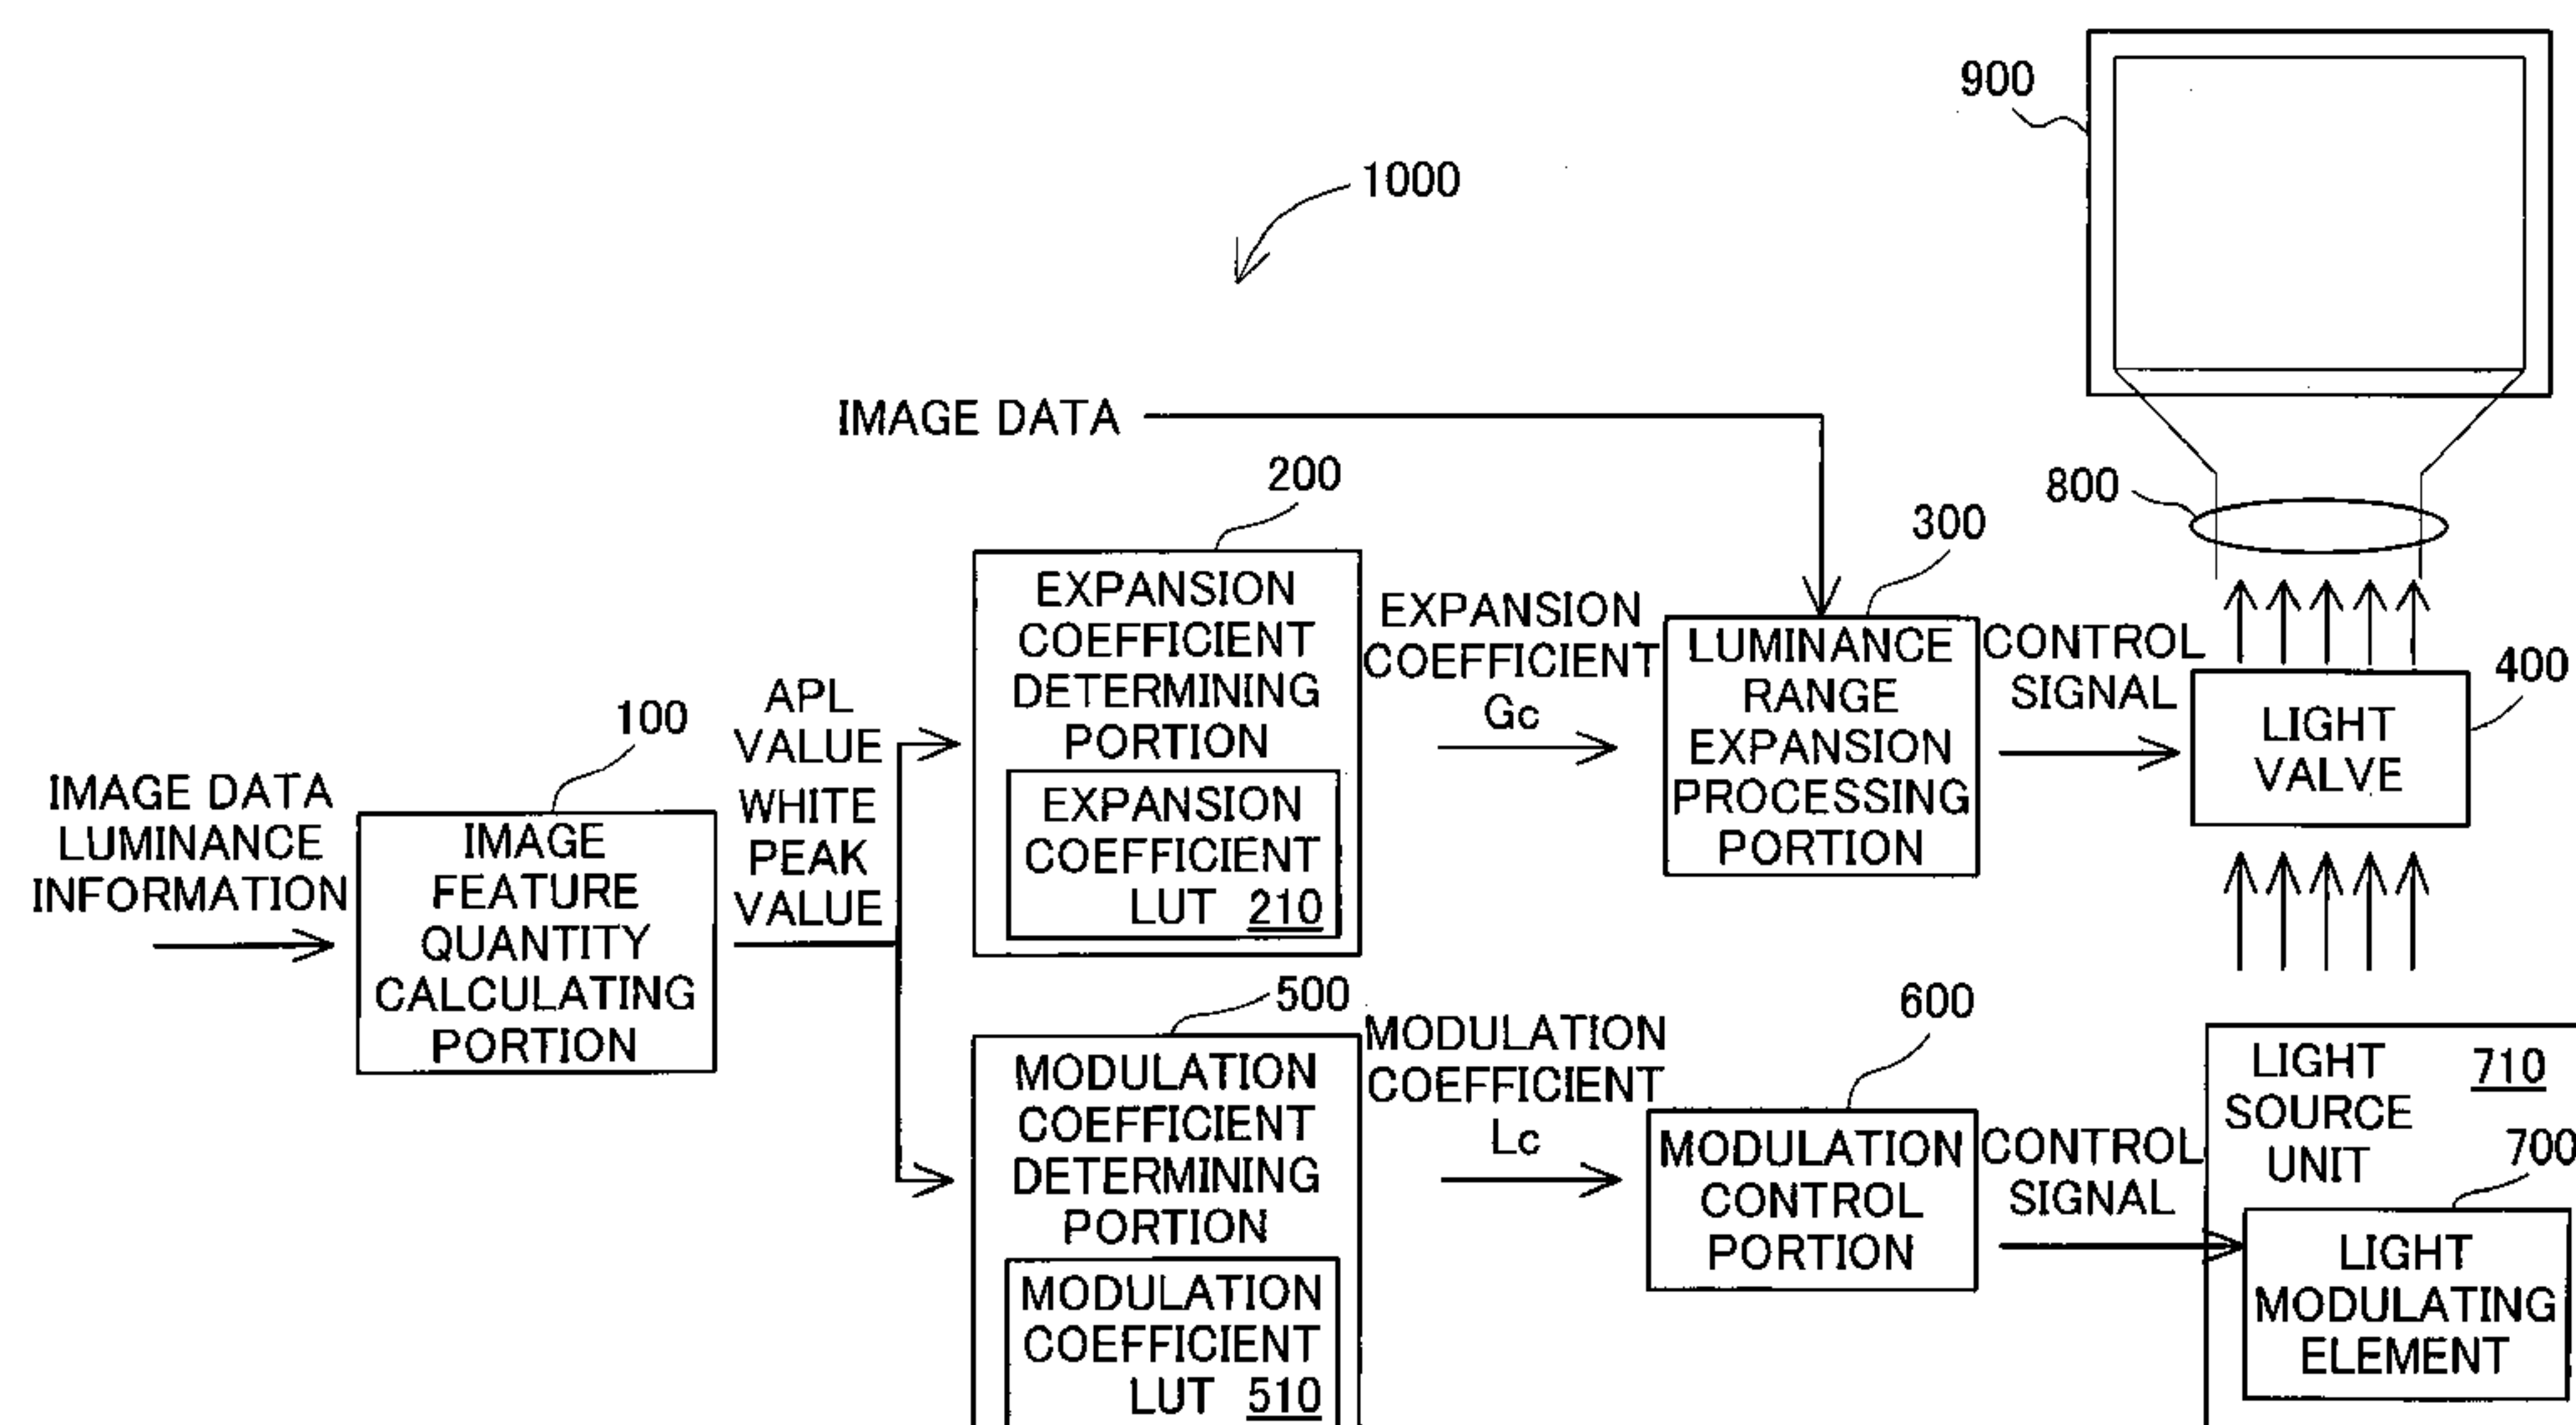 900
1000
IMAGE DATA
200
800
300
EXPANSION
COEFFICIENT
DETERMINING
PORTION
EXPANSION
COEFFICIENT
LUT 210
EXPANSION
COEFFICIENT
Gc
LUMINANCE
RANGE
EXPANSION
PROCESSING
PORTION
CONTROL
SIGNAL
400
LIGHT
VALVE
IMAGE DATA
LUMINANCE
INFORMATION
100
IMAGE
FEATURE
QUANTITY
CALCULATING
PORTION
APL
VALUE
WHITE
PEAK
VALUE
500
MODULATION
COEFFICIENT
DETERMINING
PORTION
MODULATION
COEFFICIENT
LUT 510
MODULATION
COEFFICIENT
Lc
600
MODULATION
CONTROL
PORTION
CONTROL
SIGNAL
LIGHT 710
SOURCE
UNIT
700
LIGHT
MODULATING
ELEMENT